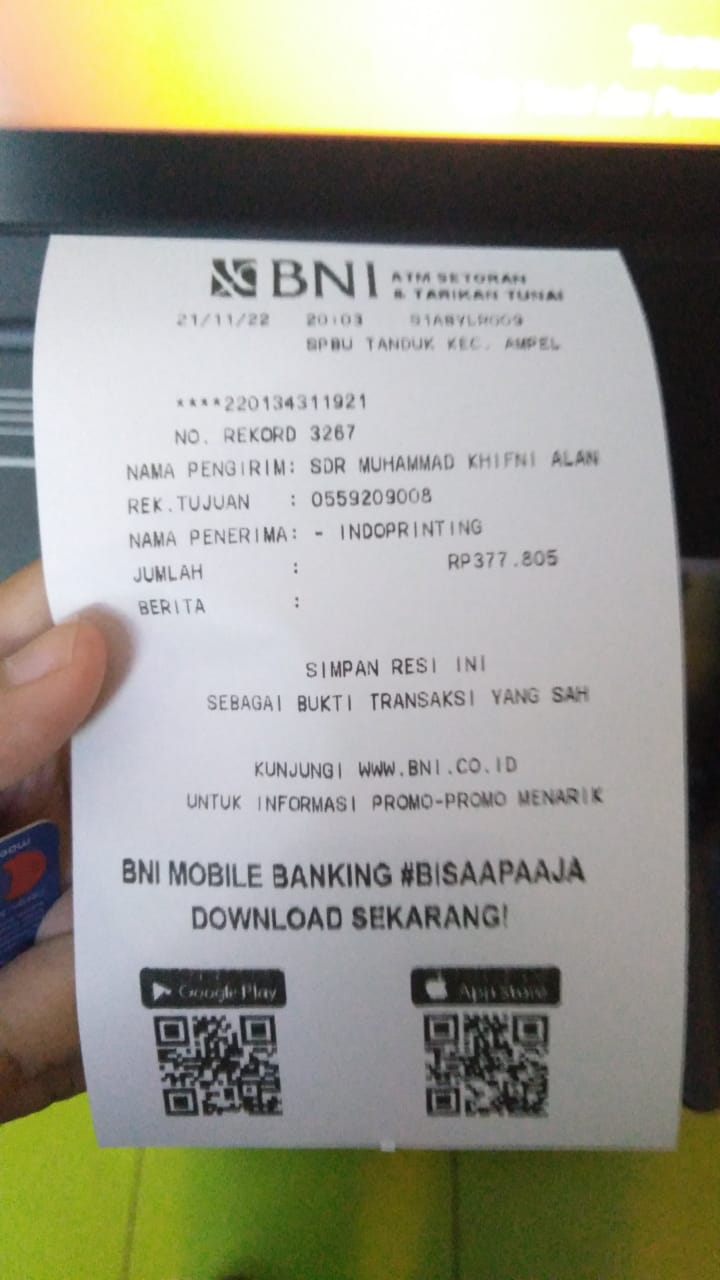 BNI ATM SETORAN
& TARIKAN TUNAI
21/11/22 20:03
SPBU TANDUK KEC. AMPEL
****220134311921
NO. REKORD 3267
NAMA PENGIRIM: SDR MUHAMMAD KHIFNI ALAN
REK.TUJUAN : 0559209008
NAMA PENERIMA: - INDOPRINTING
JUMLAH : RP377.805
BERITA :
SIMPAN RESI INI
SEBAGAI BUKTI TRANSAKSI YANG SAH
KUNJUNGI WWW.BNI.CO.ID
UNTUK INFORMASI PROMO-PROMO MENARIK
BNI MOBILE BANKING #BISAAPAAJA
DOWNLOAD SEKARANG!
Google Play
App Store